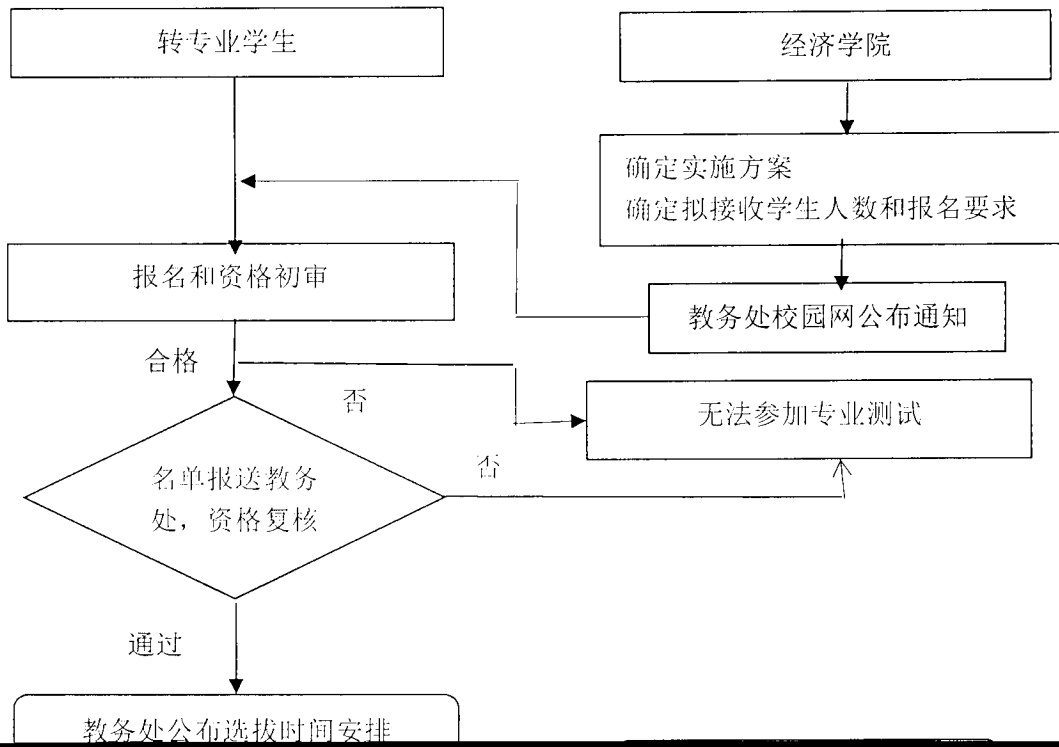 转专业学生
经济学院
确定实施方案
确定拟接收学生人数和报名要求
报名和资格初审
教务处校园网公布通知
合格
否
无法参加专业测试
名单报送教务
处，资格复核
否
通过
教务处公布选拔时间安排